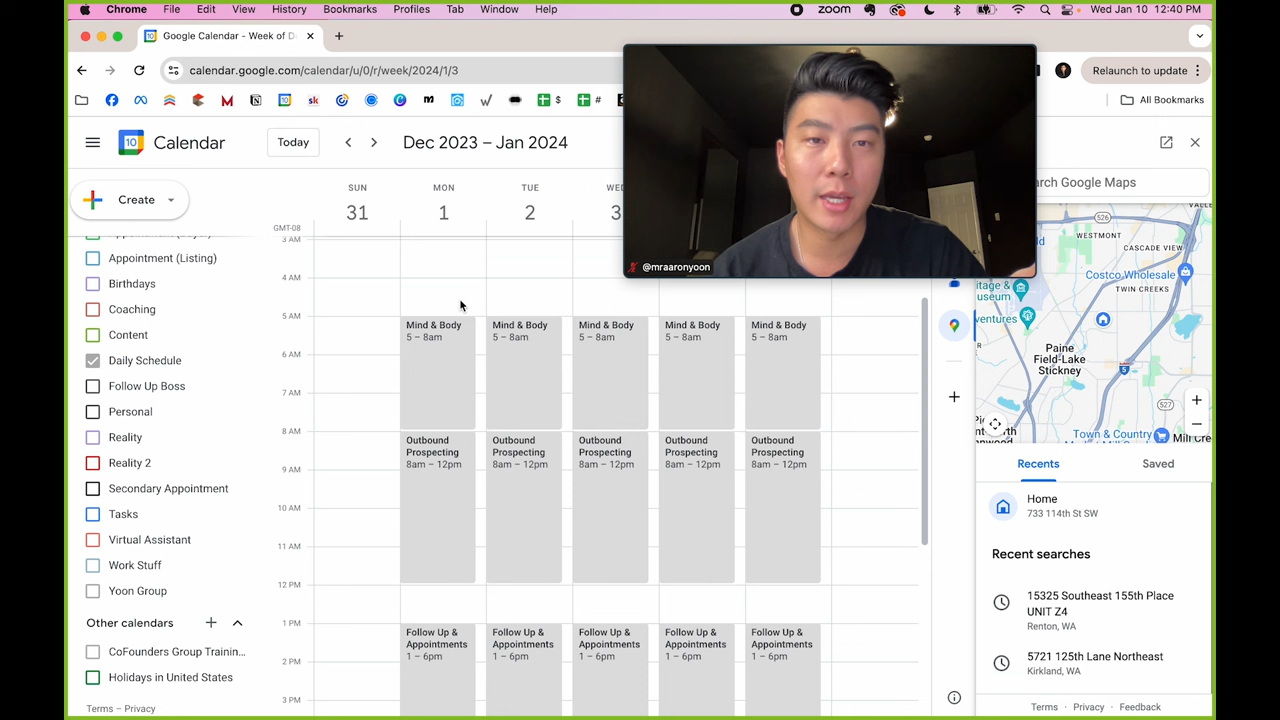 Chrome File Edit View History Bookmarks Profiles Tab Window Help
zoom
Wed Jan 10 12:40 PM
Google Calendar - Week of D
calendar.google.com/calendar/u/0/r/week/2024/1/3
Relaunch to update
$
#
All Bookmarks
10 Calendar
Today
Dec 2023 – Jan 2024
Create
SUN MON TUE WED
31 1 2 3
GMT-08
@mraaronyoon
Appointment (Listing)
Birthdays
Coaching
Content
Daily Schedule
Follow Up Boss
Personal
Reality
Reality 2
Secondary Appointment
Tasks
Virtual Assistant
Work Stuff
Yoon Group
Other calendars
CoFounders Group Trainin...
Holidays in United States
Terms – Privacy
3 AM
4 AM
5 AM
6 AM
7 AM
8 AM
9 AM
10 AM
11 AM
12 PM
1 PM
2 PM
3 PM
Mind & Body
5 – 8am
Mind & Body
5 – 8am
Mind & Body
5 – 8am
Mind & Body
5 – 8am
Mind & Body
5 – 8am
Outbound
Prospecting
8am – 12pm
Outbound
Prospecting
8am – 12pm
Outbound
Prospecting
8am – 12pm
Outbound
Prospecting
8am – 12pm
Outbound
Prospecting
8am – 12pm
Follow Up &
Appointments
1 – 6pm
Follow Up &
Appointments
1 – 6pm
Follow Up &
Appointments
1 – 6pm
Follow Up &
Appointments
1 – 6pm
Follow Up &
Appointments
1 – 6pm
arch Google Maps
526
WESTMONT
CASCADE VIEW
Costco Wholesale
TWIN CREEKS
itage &
useum
ventures
Paine
Field-Lake
Stickney
5
527
Town & Country
Mill Cre
Recents
Saved
Home
733 114th St SW
Recent searches
15325 Southeast 155th Place
UNIT Z4
Renton, WA
5721 125th Lane Northeast
Kirkland, WA
Terms · Privacy · Feedback